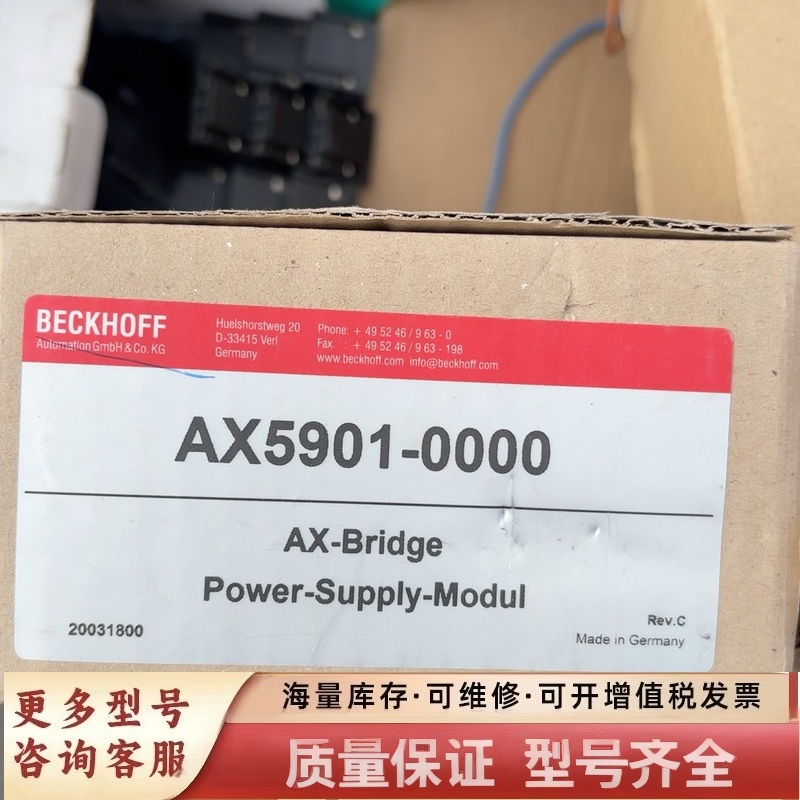 BECKHOFF
Automation GmbH & Co. KG
Huelshorstweg 20
D-33415 Verl
Germany
Phone: + 49 52 46 / 9 63 - 0
Fax : + 49 52 46 / 9 63 - 198
www.beckhoff.com info@beckhoff.com
AX5901-0000
AX-Bridge
Power-Supply-Modul
20031800
Rev.C
Made in Germany
更多型号
咨询客服
海量库存·可维修·可开增值税发票
质量保证 型号齐全